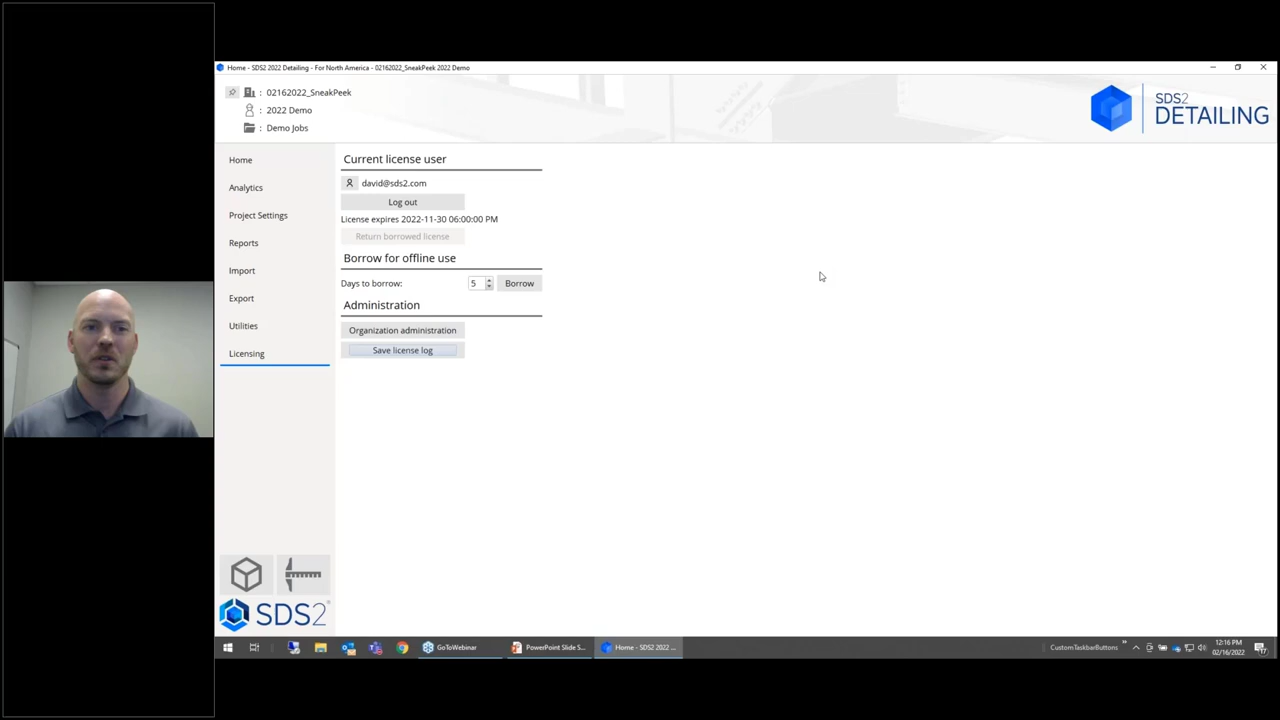 Home - SDS2 2022 Detailing - For North America - 02162022_SneakPeek 2022 Demo
: 02162022_SneakPeek
: 2022 Demo
: Demo Jobs
SDS2
DETAILING
Home
Analytics
Project Settings
Reports
Import
Export
Utilities
Licensing
Current license user
david@sds2.com
Log out
License expires 2022-11-30 06:00:00 PM
Return borrowed license
Borrow for offline use
Days to borrow: 5 Borrow
Administration
Organization administration
Save license log
SDS2
GoToWebinar
PowerPoint Slide S...
Home - SDS2 2022 ...
CustomTaskbarButtons
12:16 PM
02/16/2022